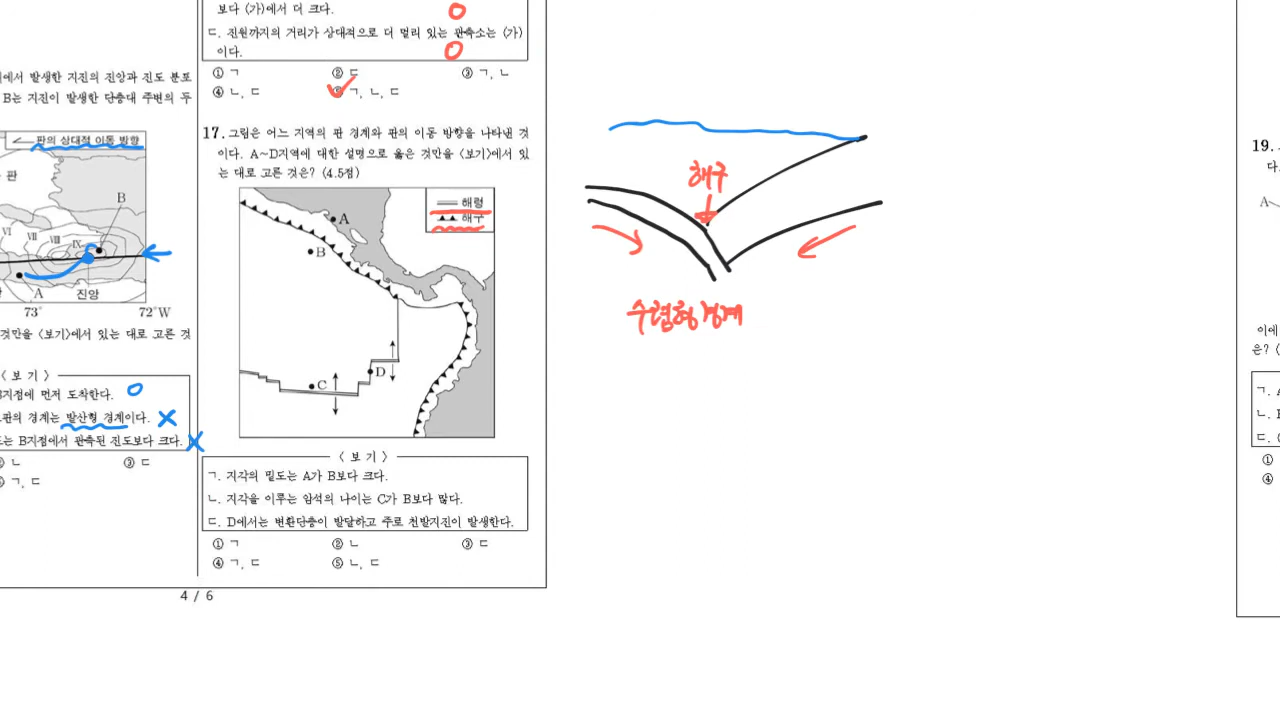 에서 발생한 지진의 진앙과 진도 분포
B는 지진이 발생한 단층대 주변의 두
판의 상대적 이동 방향
판
B
Ⅵ
Ⅶ
Ⅷ
Ⅸ
A
진앙
73°
72°W
것만을 <보기>에서 있는 대로 고른 것
< 보 기 >
지점에 먼저 도착한다.
판의 경계는 발산형 경계이다.
도는 B지점에서 관측된 진도보다 크다.
ㄴ
③ ㄷ
ㄱ, ㄷ
보다 (가)에서 더 크다.
ㄷ. 진원까지의 거리가 상대적으로 더 멀리 있는 관측소는 (가)
이다.
① ㄱ
② ㄷ
③ ㄱ, ㄴ
④ ㄴ, ㄷ
⑤ ㄱ, ㄴ, ㄷ
17. 그림은 어느 지역의 판 경계와 판의 이동 방향을 나타낸 것
이다. A~D지역에 대한 설명으로 옳은 것만을 <보기>에서 있
는 대로 고른 것은? (4.5점)
해령
해구
A
B
C
D
< 보 기 >
ㄱ. 지각의 밀도는 A가 B보다 크다.
ㄴ. 지각을 이루는 암석의 나이는 C가 B보다 많다.
ㄷ. D에서는 변환단층이 발달하고 주로 천발지진이 발생한다.
① ㄱ
② ㄴ
③ ㄷ
④ ㄱ, ㄷ
⑤ ㄴ, ㄷ
4 / 6
해구
수렴형 경계
19.
다.
A
이에
은?
ㄱ. A
ㄴ.
ㄷ.
①
④